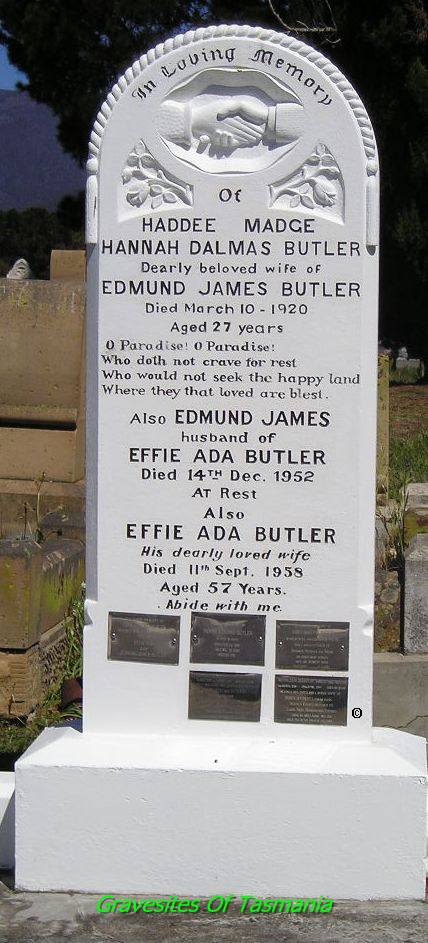 In Loving Memory
Of
HADDEE MADGE
HANNAH DALMAS BUTLER
Dearly beloved wife of
EDMUND JAMES BUTLER
Died March 10 - 1920
Aged 27 years
O Paradise! O Paradise!
Who doth not crave for rest
Who would not seek the happy land
Where they that loved are blest.
Also EDMUND JAMES
husband of
EFFIE ADA BUTLER
Died 14TH Dec. 1952
At Rest
Also
EFFIE ADA BUTLER
His dearly loved wife
Died 11th Sept. 1958
Aged 57 Years.
Abide with me.
©
Gravesites Of Tasmania